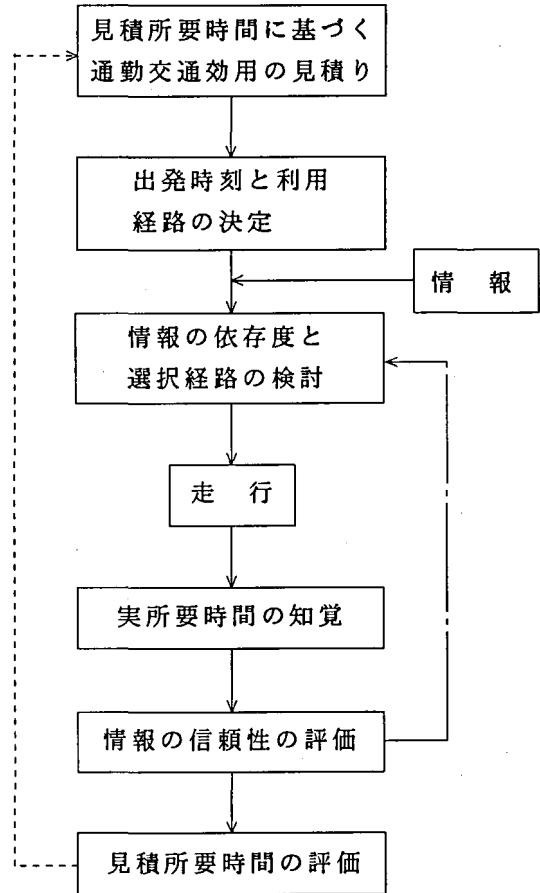 見積所要時間に基づく
通勤交通効用の見積り
出発時刻と利用
経路の決定
情 報
情報の依存度と
選択経路の検討
走 行
実所要時間の知覚
情報の信頼性の評価
見積所要時間の評価